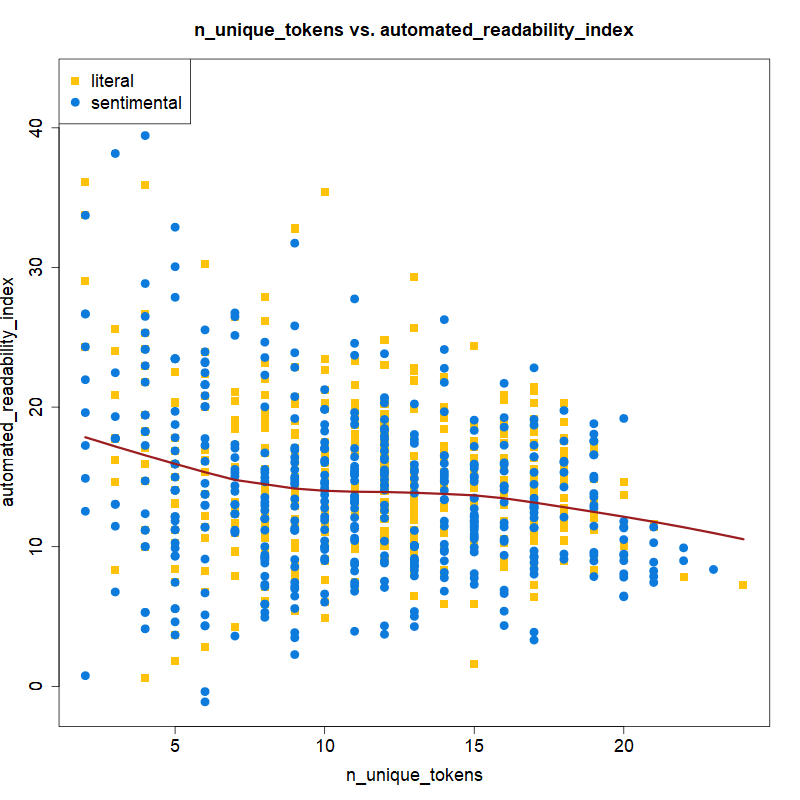 n_unique_tokens vs. automated_readability_index
literal
sentimental
automated_readability_index
40
30
20
10
0
5 10 15 20
n_unique_tokens